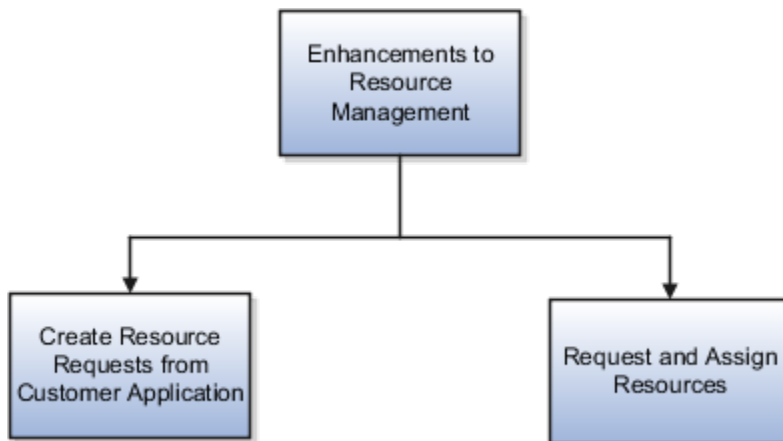 Enhancements to
Resource
Management
Create Resource
Requests from
Customer Application
Request and Assign
Resources